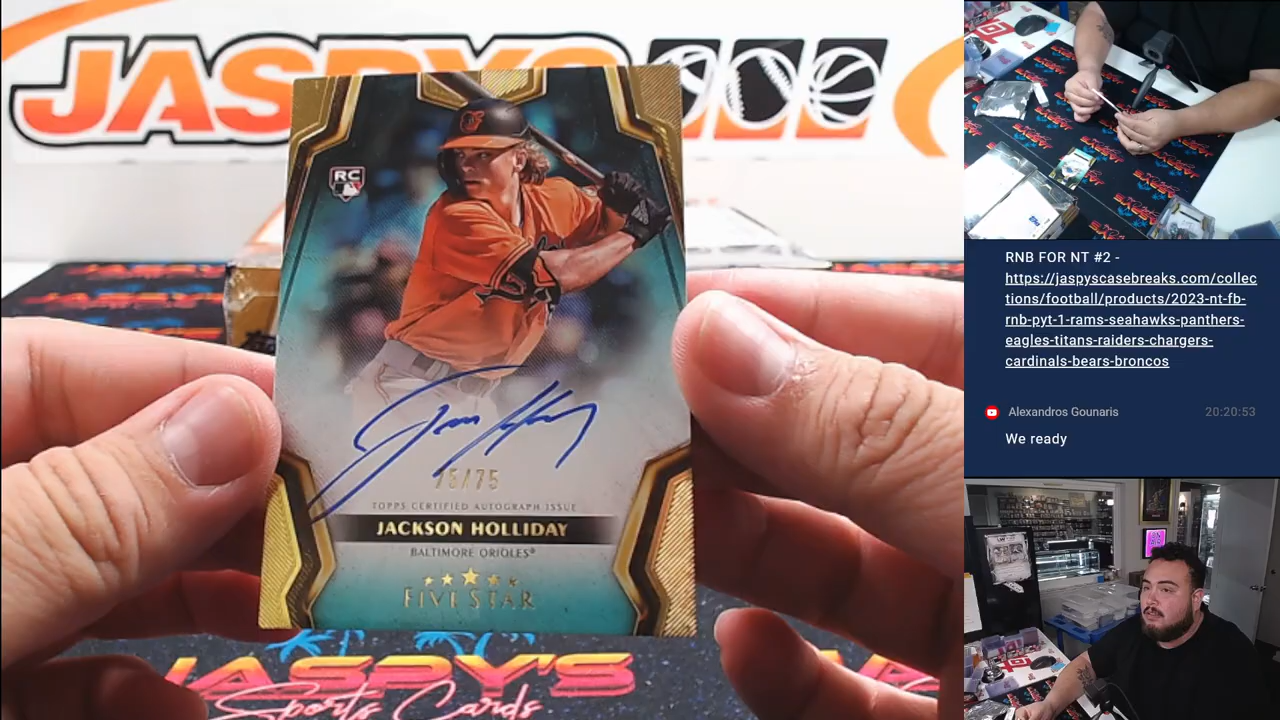 JASPYS
RC
75/75
TOPPS CERTIFIED AUTOGRAPH ISSUE
JACKSON HOLLIDAY
BALTIMORE ORIOLES®
FIVE STAR
JASPY'S
Sports Cards
RNB FOR NT #2 -
https://jaspyscasebreaks.com/collec
tions/football/products/2023-nt-fb-
rnb-pyt-1-rams-seahawks-panthers-
eagles-titans-raiders-chargers-
cardinals-bears-broncos
Alexandros Gounaris 20:20:53
We ready